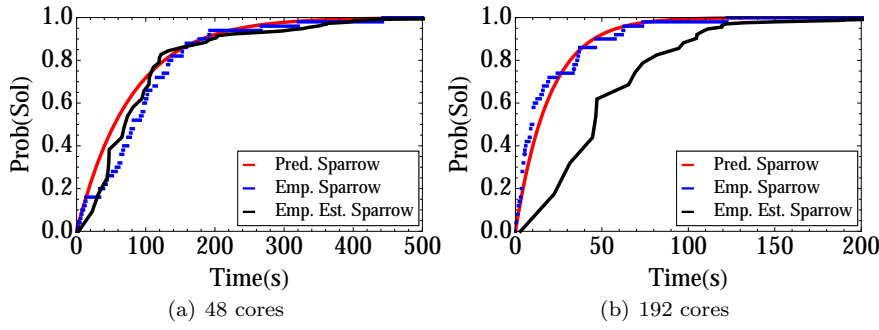 1.0
0.8
0.6
0.4
0.2
0.0
Prob(Sol)
Pred. Sparrow
Emp. Sparrow
Emp. Est. Sparrow
0 100 200 300 400 500
Time(s)
(a) 48 cores
1.0
0.8
0.6
0.4
0.2
0.0
Prob(Sol)
Pred. Sparrow
Emp. Sparrow
Emp. Est. Sparrow
0 50 100 150 200
Time(s)
(b) 192 cores